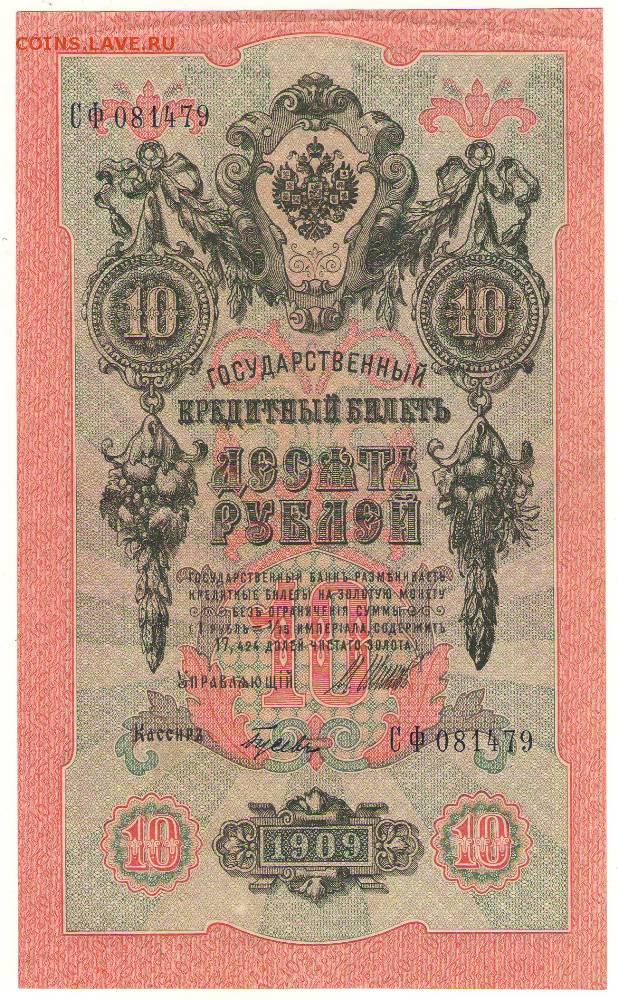 COINS.LAVE.RU
СФ 081479
10 10
ГОСУДАРСТВЕННЫЙ
КРЕДИТНЫЙ БИЛЕТЪ
ДЕСЯТЬ
РУБЛЕЙ
ГОСУДАРСТВЕННЫЙ БАНКЪ РАЗМѢНИВАЕТЪ
КРЕДИТНЫЕ БИЛЕТЫ НА ЗОЛОТУЮ МОНЕТУ
БЕЗЪ ОГРАНИЧЕНІЯ СУММЫ
(1 РУБЛЬ = 1/15 ИМПЕРІАЛА, СОДЕРЖИТЪ
17,424 ДОЛЕЙ ЧИСТАГО ЗОЛОТА)
10
УПРАВЛЯЮЩІЙ
Кассиръ
СФ 081479
10 1909 10